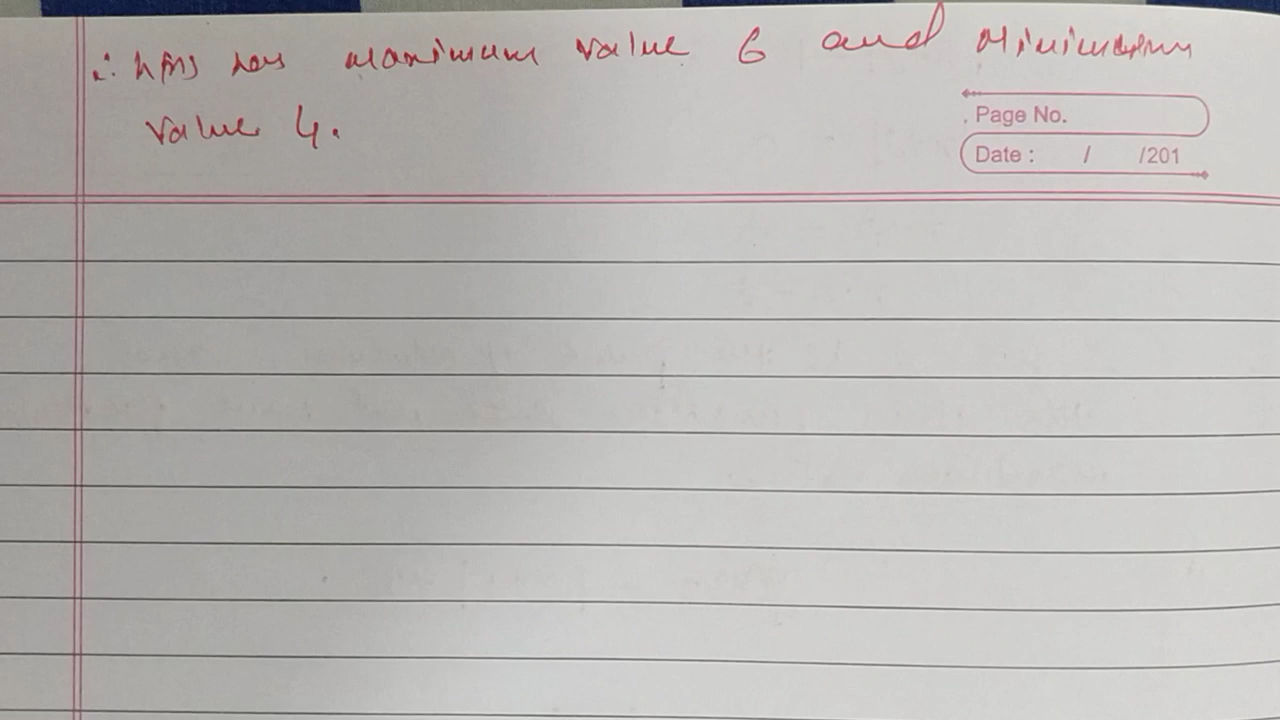 ∴ h(x) has maximum value 6 and Minimum
value 4.
Page No.
Date : / /201